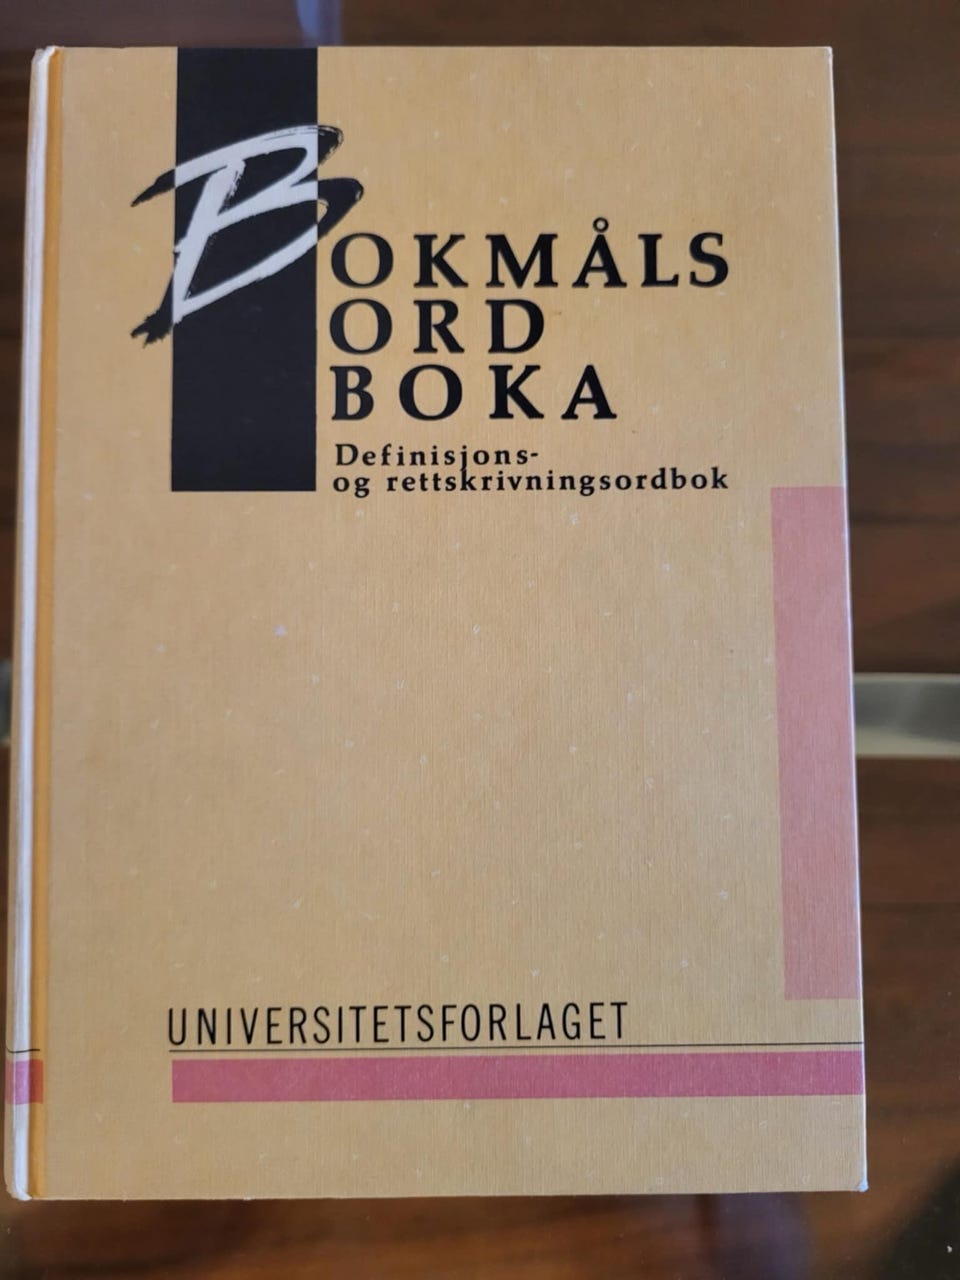 BOKMÅLS
ORD
BOKA
Definisjons-
og rettskrivningsordbok
UNIVERSITETSFORLAGET